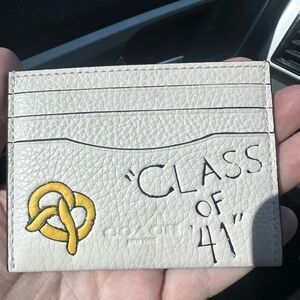 "CLASS
OF
'41"
COACH